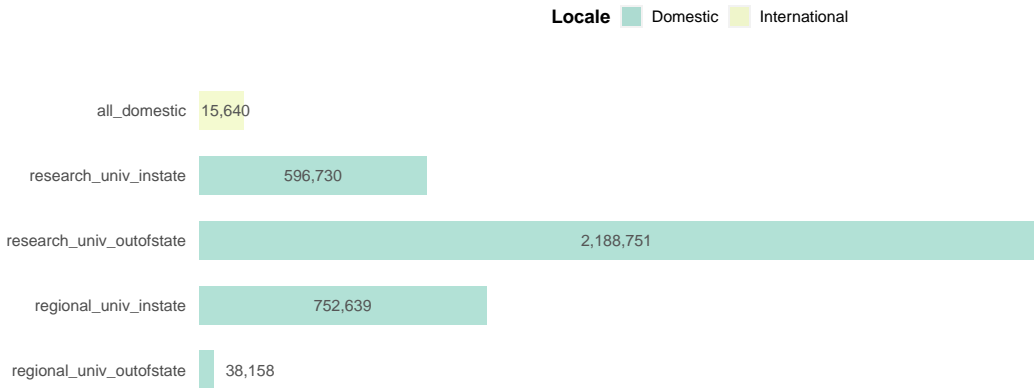 Locale Domestic International
all_domestic 15,640
research_univ_instate 596,730
research_univ_outofstate 2,188,751
regional_univ_instate 752,639
regional_univ_outofstate 38,158